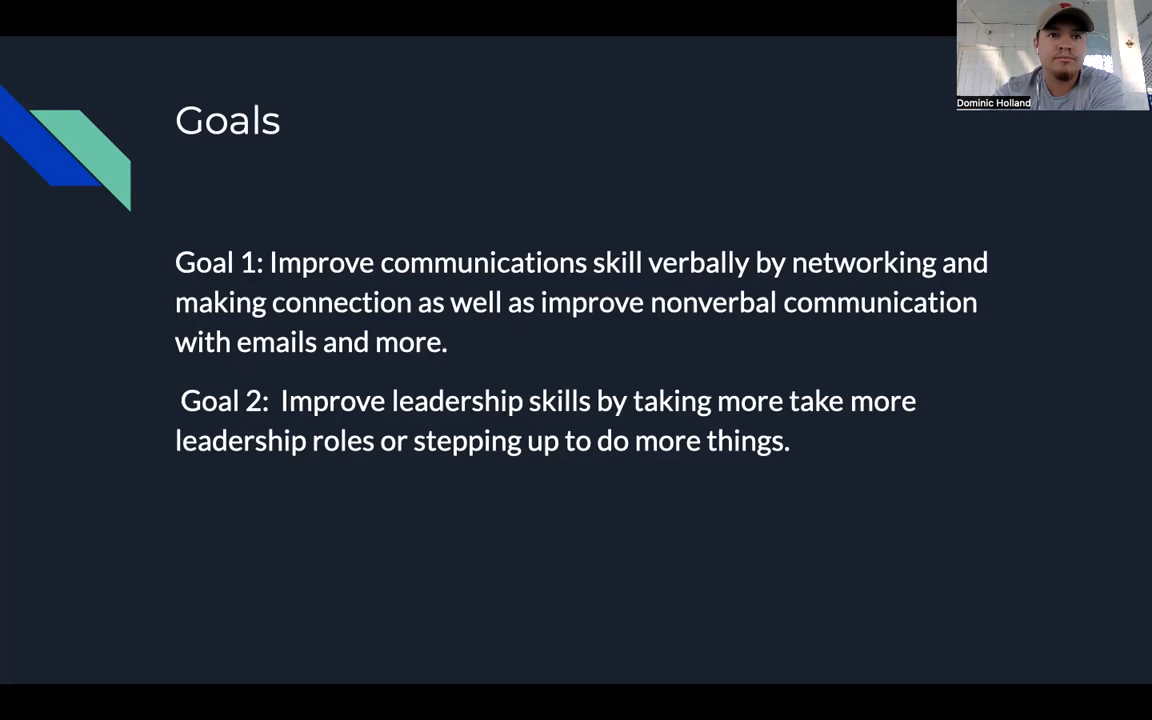 Dominic Holland
Goals
Goal 1: Improve communications skill verbally by networking and
making connection as well as improve nonverbal communication
with emails and more.
Goal 2:  Improve leadership skills by taking more take more
leadership roles or stepping up to do more things.